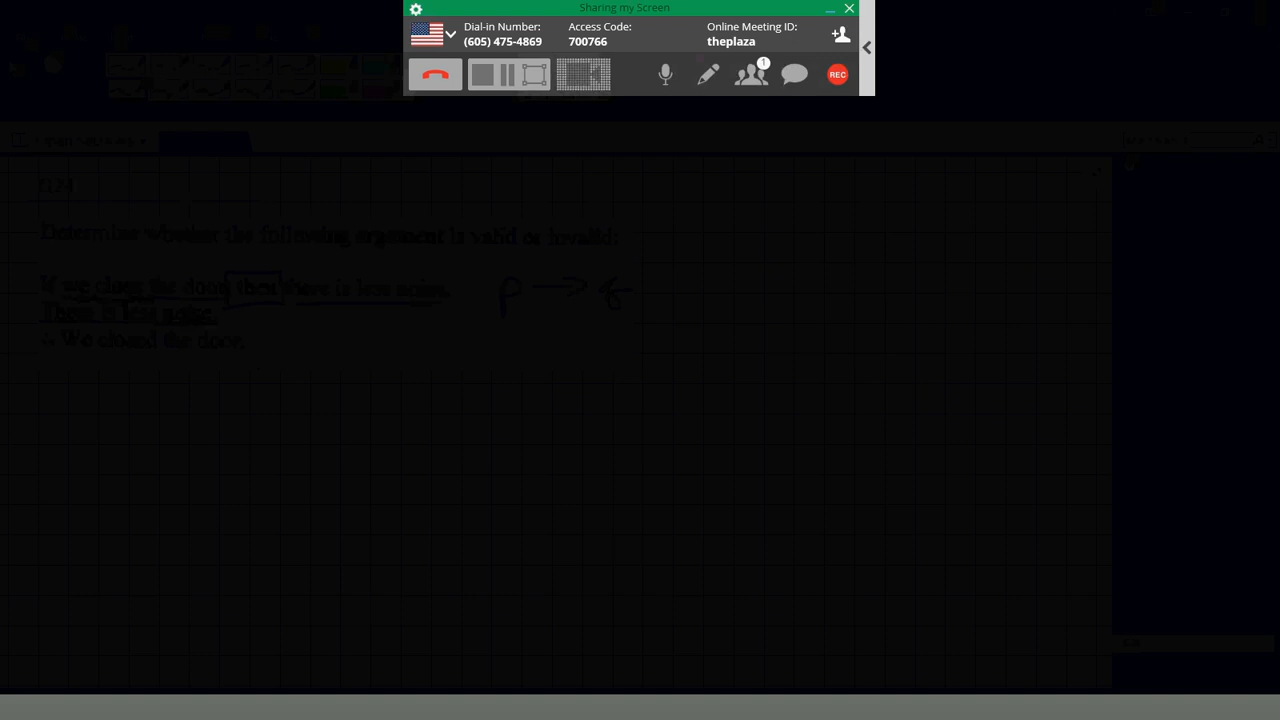 Sharing my Screen
Dial-in Number: Access Code: Online Meeting ID:
(605) 475-4869 700766 theplaza
1
REC
Determine whether the following argument is valid or invalid:
If we close the door, then there is less noise. p → q
There is less noise.
∴ We closed the door.